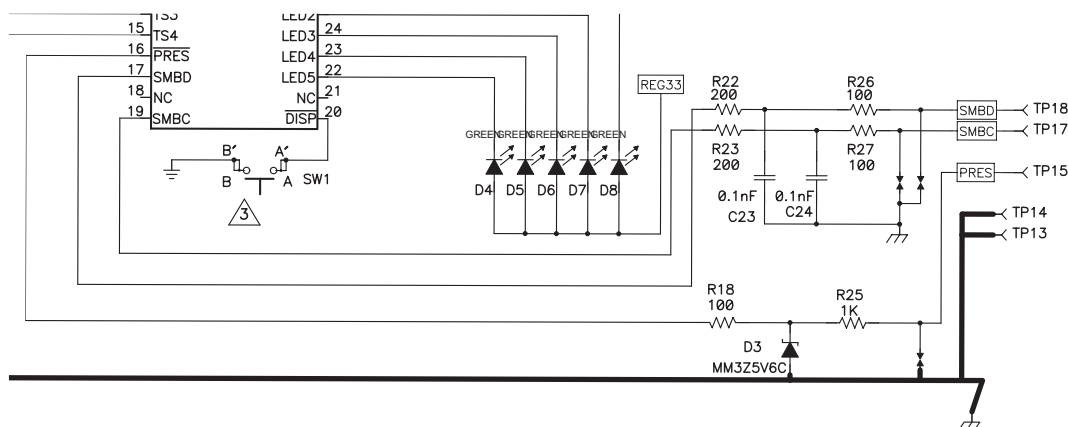 TS3 LED2
15 TS4 LED3 24
16 PRES LED4 23
17 SMBD LED5 22
18 NC NC 21
19 SMBC DISP 20
REG33
R22
200
R26
100
SMBD TP18
SMBC TP17
R23
200
R27
100
PRES TP15
0.1nF
C23
0.1nF
C24
TP14
TP13
GREEN GREEN GREEN GREEN GREEN
D4 D5 D6 D7 D8
B' A'
B A SW1
3
R18
100
R25
1K
D3
MM3Z5V6C